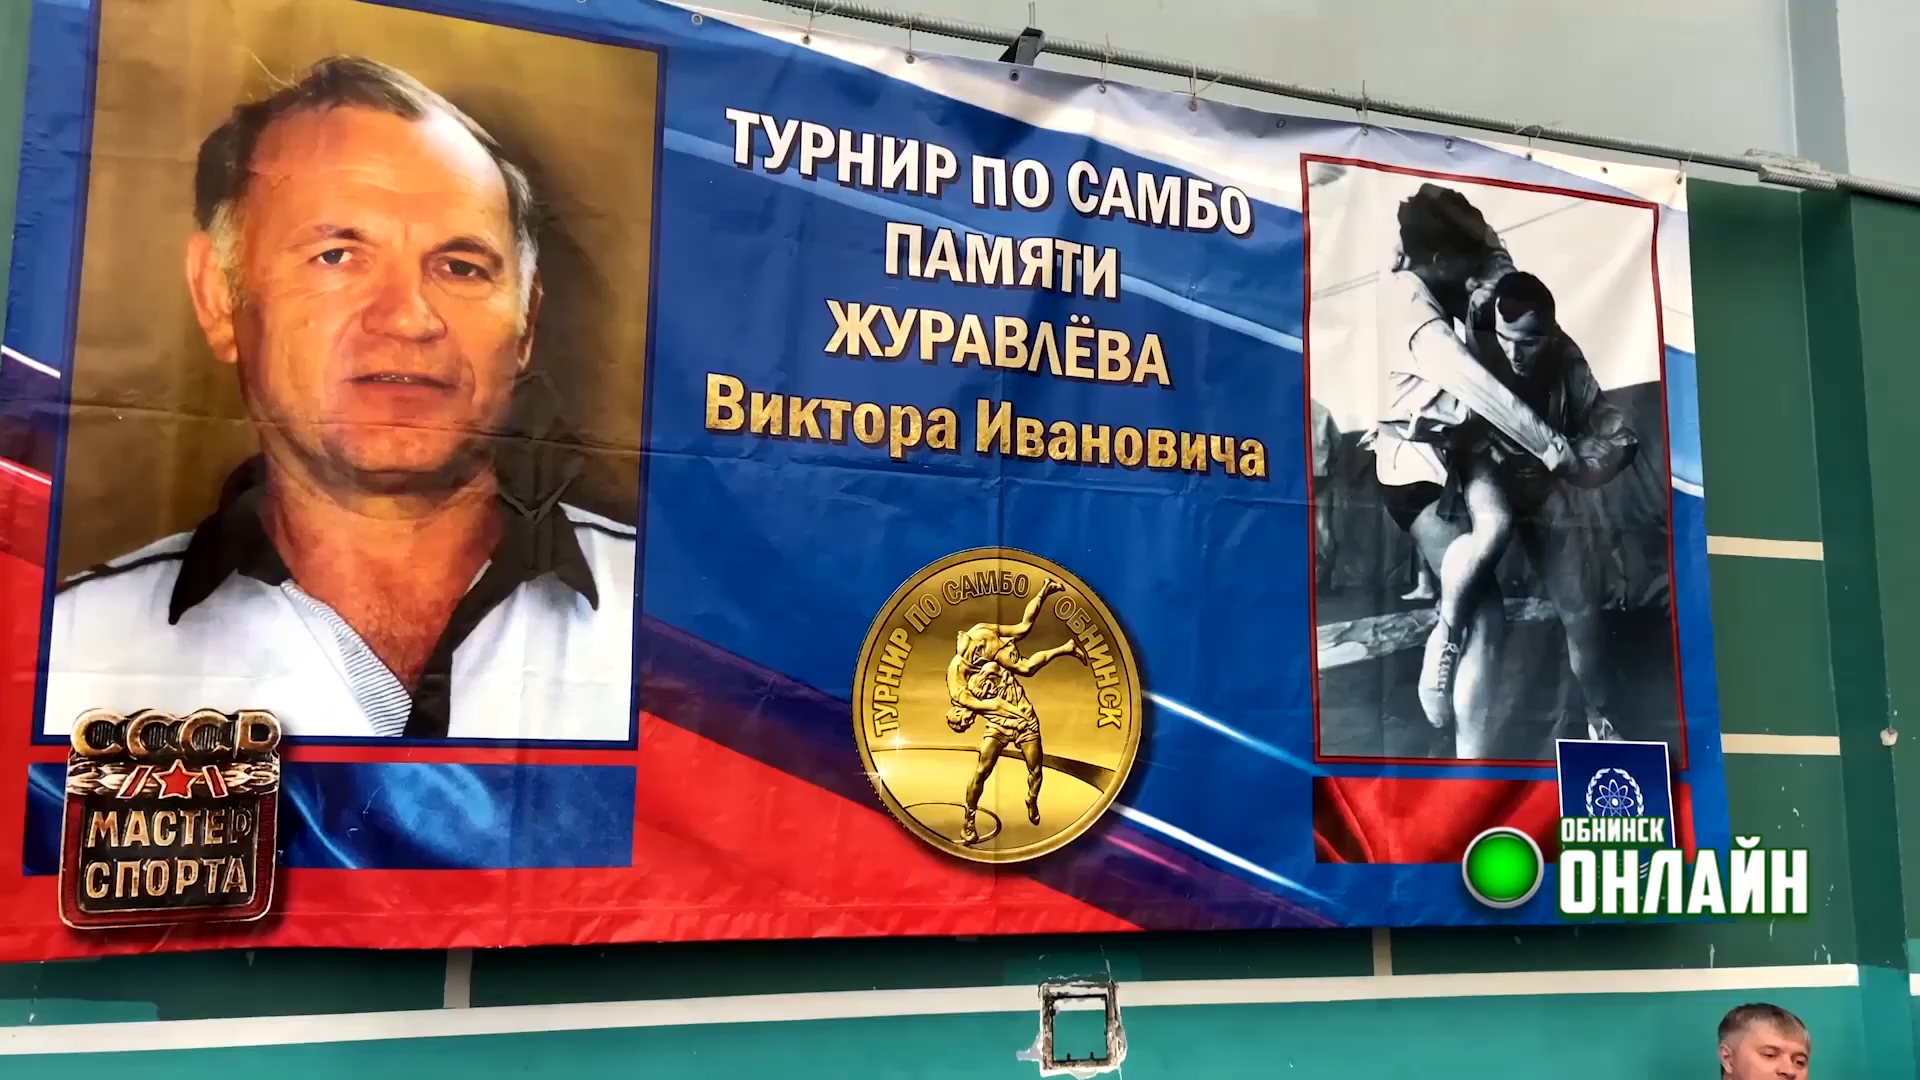 ТУРНИР ПО САМБО
ПАМЯТИ
ЖУРАВЛЁВА
Виктора Ивановича
ТУРНИР ПО САМБО ОБНИНСК
СССР
МАСТЕР
СПОРТА
ОБНИНСК
ОНЛАЙН